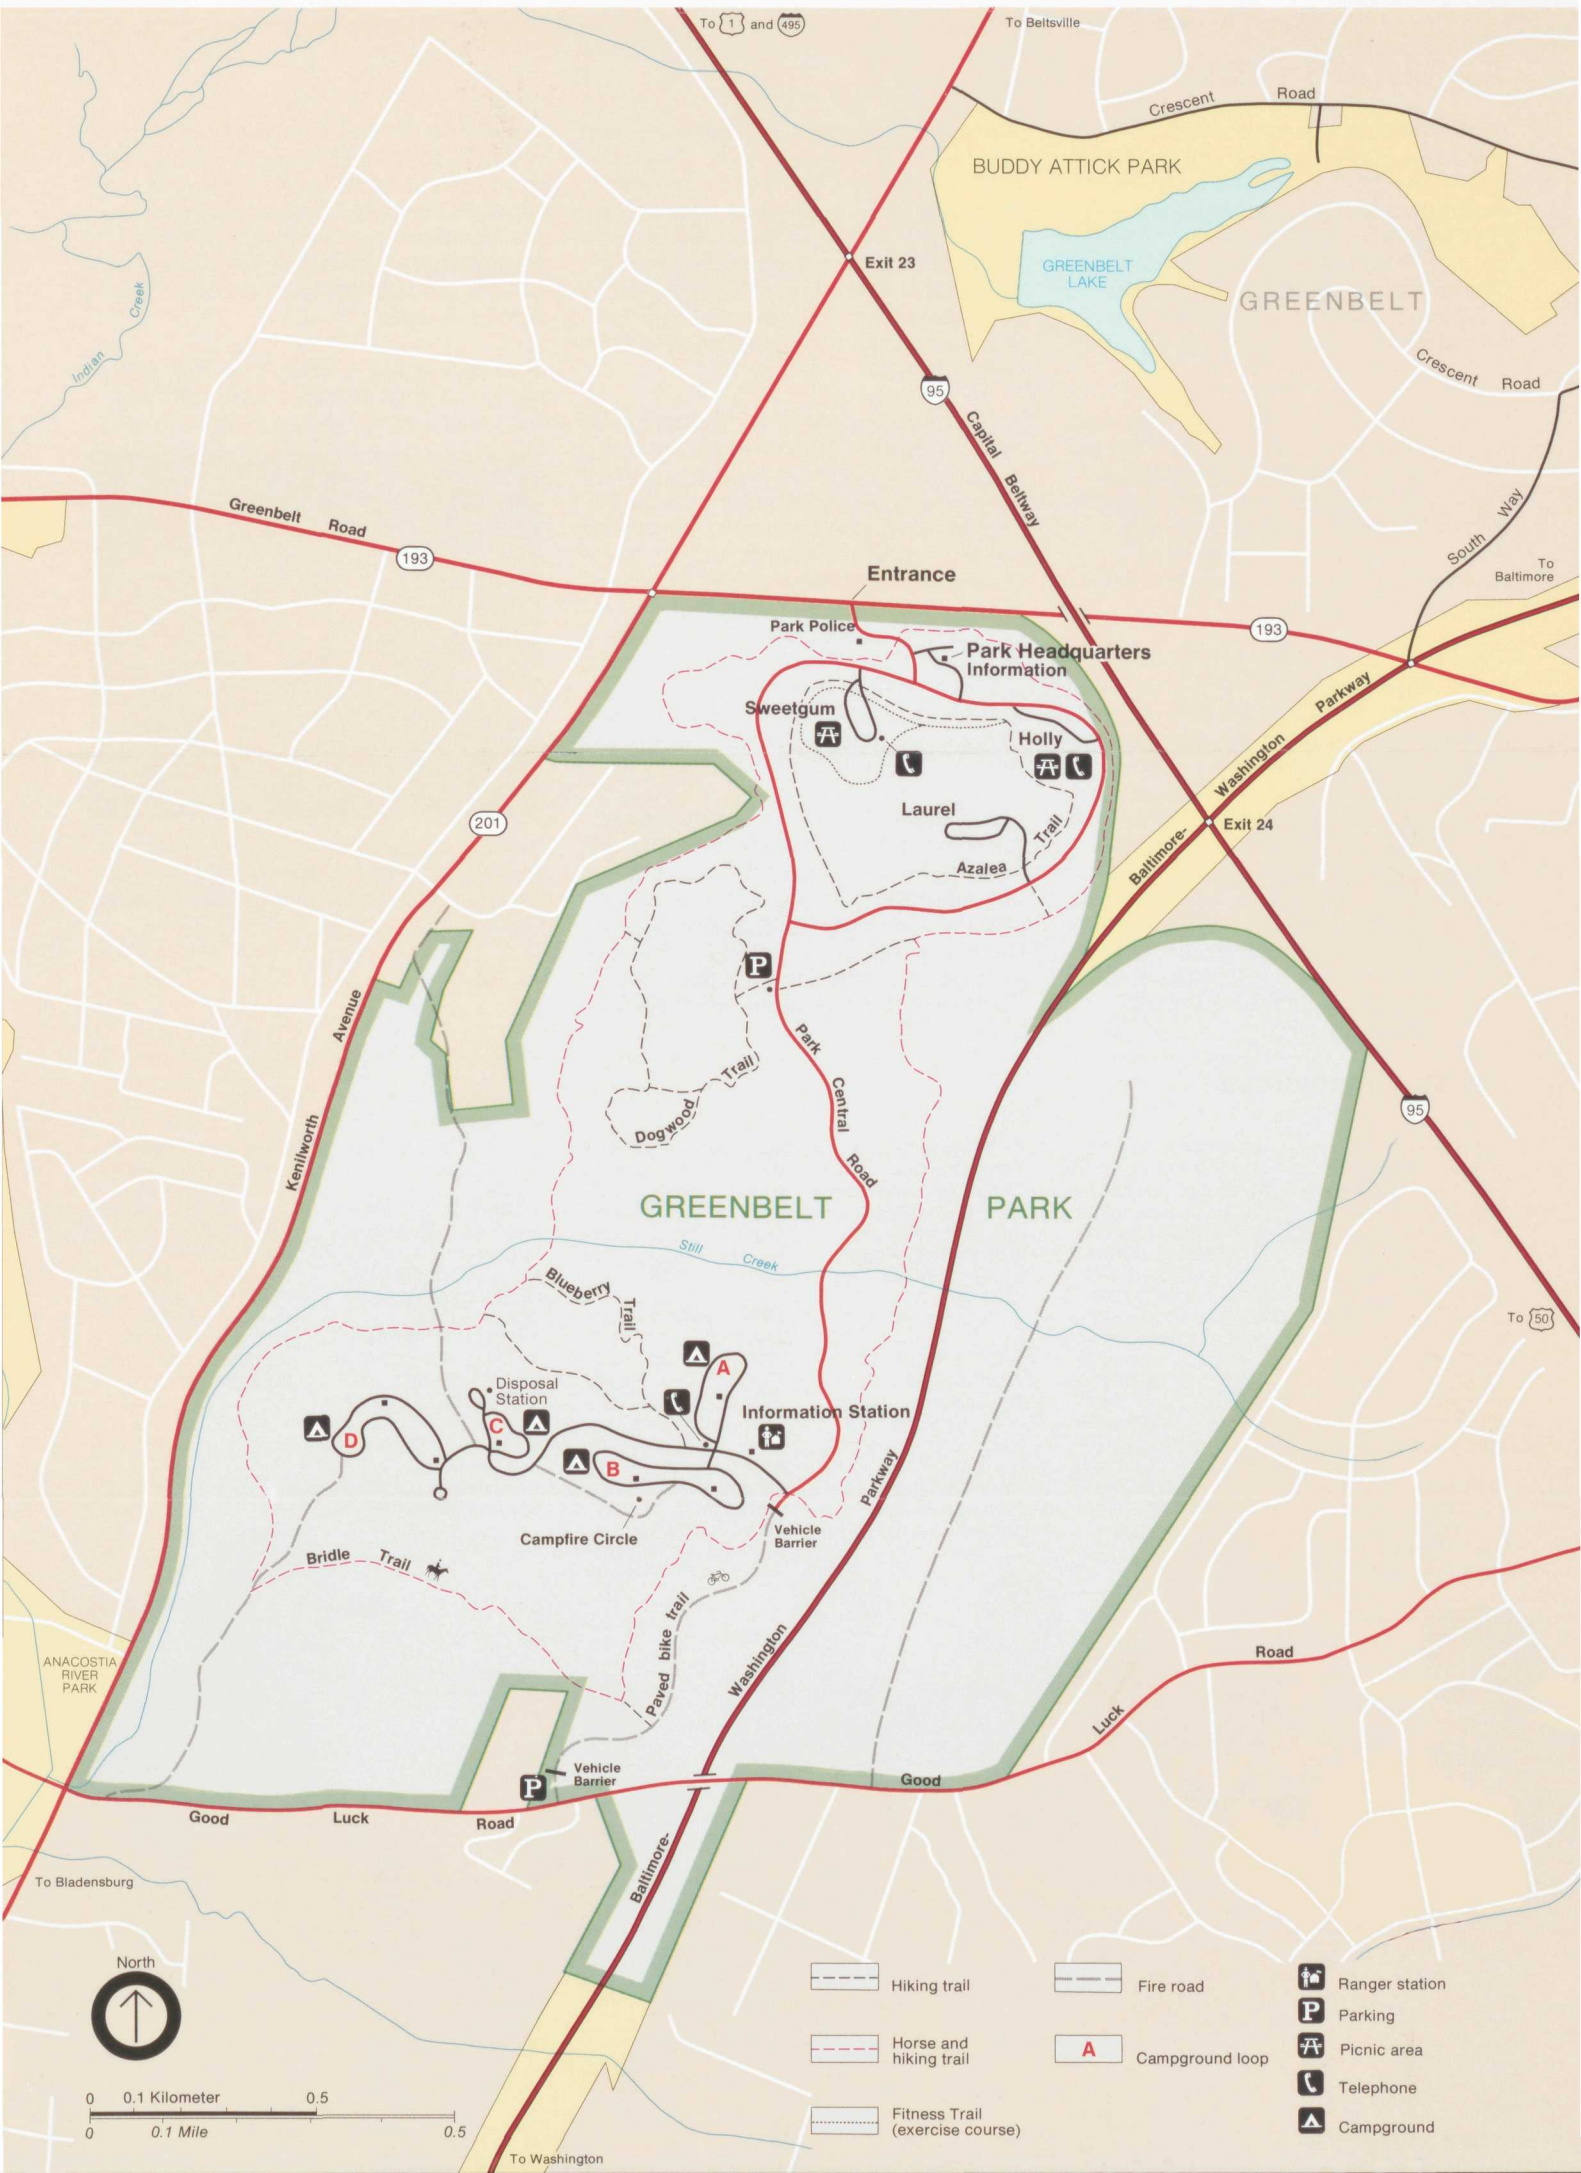 To 1 and 495
To Beltsville
Crescent Road
BUDDY ATTICK PARK
Exit 23
GREENBELT
LAKE
GREENBELT
Indian Creek
Crescent Road
95
Capital Beltway
Greenbelt Road
193
South Way
To
Baltimore
Entrance
193
Park Police
Park Headquarters
Information
Sweetgum
Holly
Laurel
Azalea Trail
Baltimore-Washington Parkway
Exit 24
201
P
Kenilworth Avenue
Park Central Road
Dogwood Trail
95
GREENBELT PARK
Still Creek
Blueberry Trail
To 50
A
Disposal
Station
Information Station
C
D
B
Campfire Circle
Vehicle
Barrier
Bridle Trail
Paved bike trail
Baltimore-Washington Parkway
ANACOSTIA
RIVER
PARK
Good Luck Road
Vehicle
Barrier
P
Good Luck Road
To Bladensburg
North
0 0.1 Kilometer 0.5
0 0.1 Mile 0.5
To Washington
Hiking trail
Horse and
hiking trail
Fitness Trail
(exercise course)
Fire road
A Campground loop
Ranger station
P Parking
Picnic area
Telephone
Campground